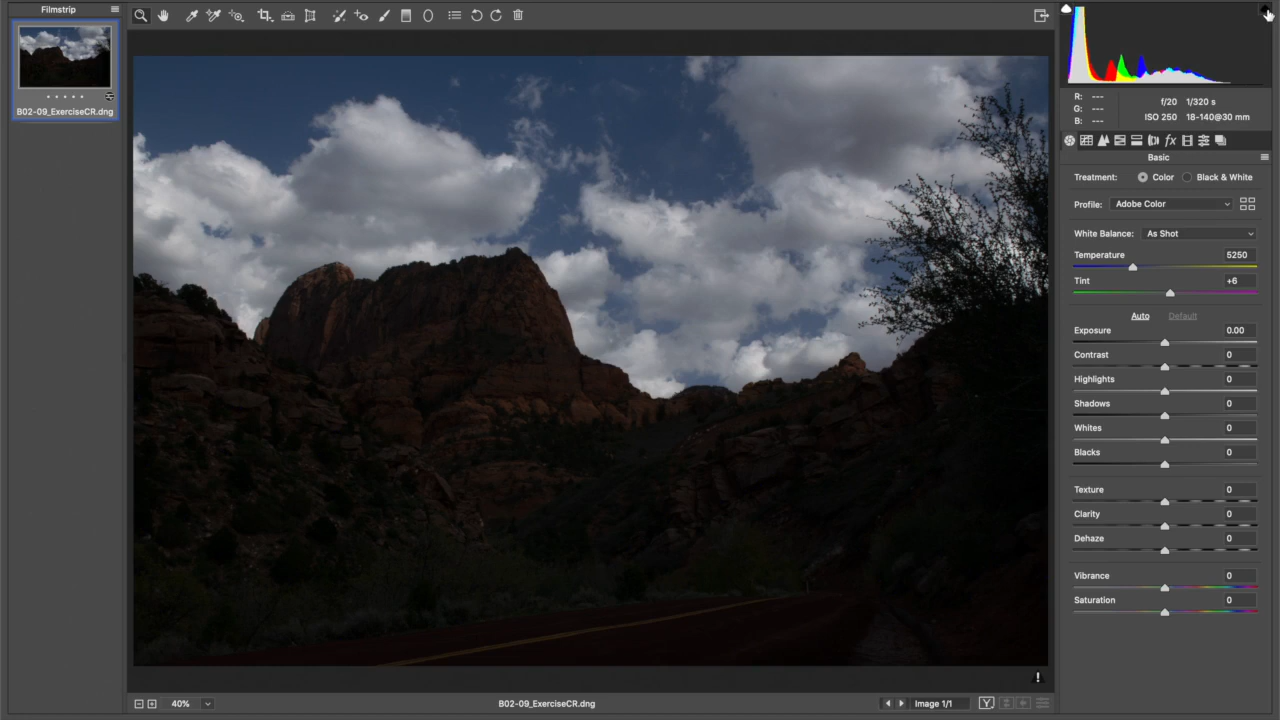 Filmstrip
B02-09_ExerciseCR.dng
40%
B02-09_ExerciseCR.dng
Image 1/1
Y
R: ---
G: ---
B: ---
f/20 1/320 s
ISO 250 18-140@30 mm
fx
Basic
Treatment: Color Black & White
Profile: Adobe Color
White Balance: As Shot
Temperature 5250
Tint +6
Auto Default
Exposure 0.00
Contrast 0
Highlights 0
Shadows 0
Whites 0
Blacks 0
Texture 0
Clarity 0
Dehaze 0
Vibrance 0
Saturation 0